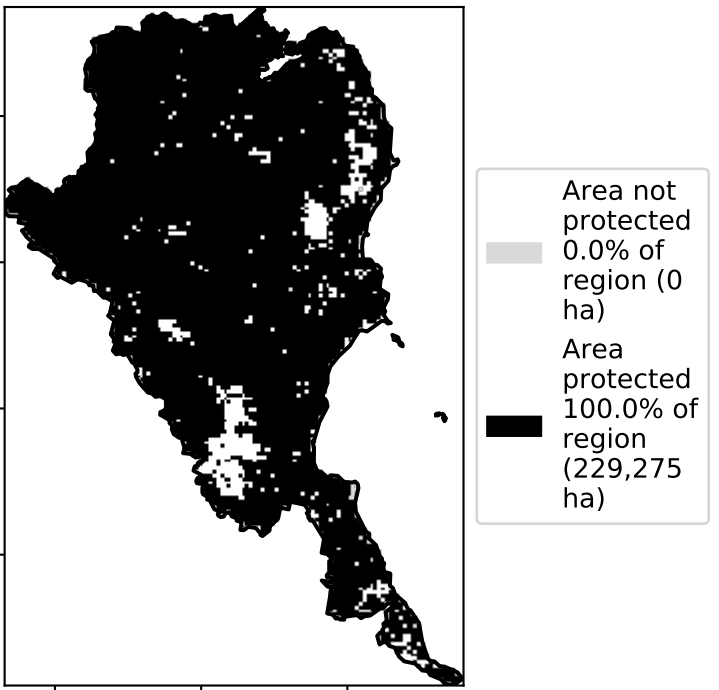 Area not
protected
0.0% of
region (0
ha)
Area
protected
100.0% of
region
(229,275
ha)